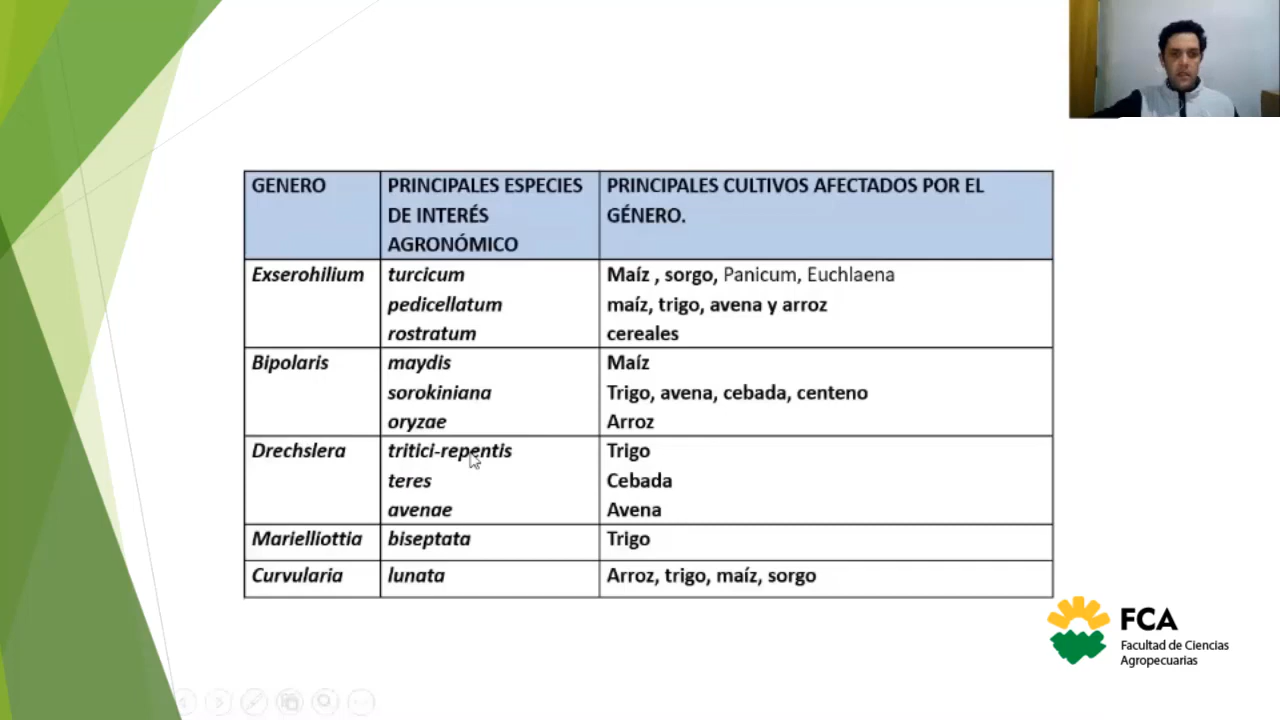 GENERO
PRINCIPALES ESPECIES
DE INTERÉS
AGRONÓMICO
PRINCIPALES CULTIVOS AFECTADOS POR EL
GÉNERO.
Exserohilium
turcicum
Maíz , sorgo, Panicum, Euchlaena
pedicellatum
maíz, trigo, avena y arroz
rostratum
cereales
Bipolaris
maydis
Maíz
sorokiniana
Trigo, avena, cebada, centeno
oryzae
Arroz
Drechslera
tritici-repentis
Trigo
teres
Cebada
avenae
Avena
Marielliottia
biseptata
Trigo
Curvularia
lunata
Arroz, trigo, maíz, sorgo
FCA
Facultad de Ciencias
Agropecuarias